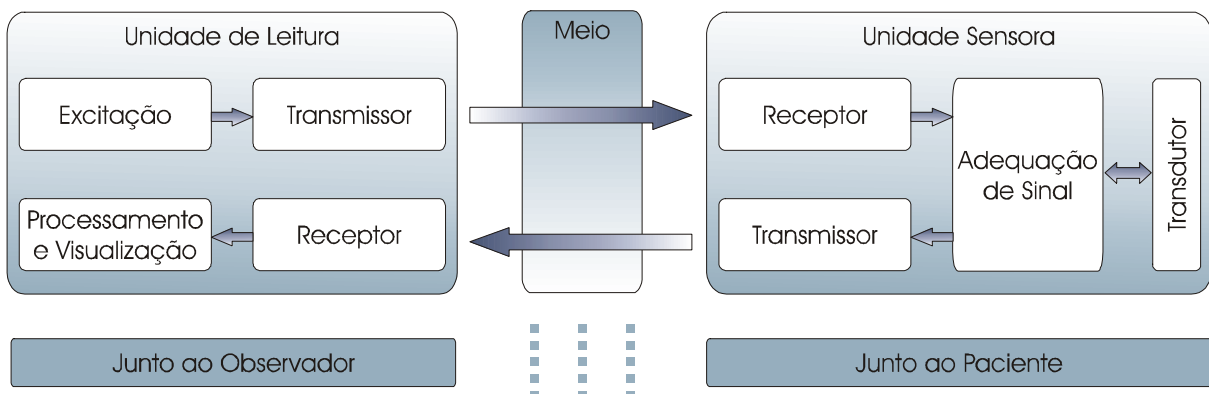 Unidade de Leitura
Excitação
Transmissor
Processamento
e Visualização
Receptor
Meio
Unidade Sensora
Receptor
Transmissor
Adequação
de Sinal
Transdutor
Junto ao Observador
Junto ao Paciente